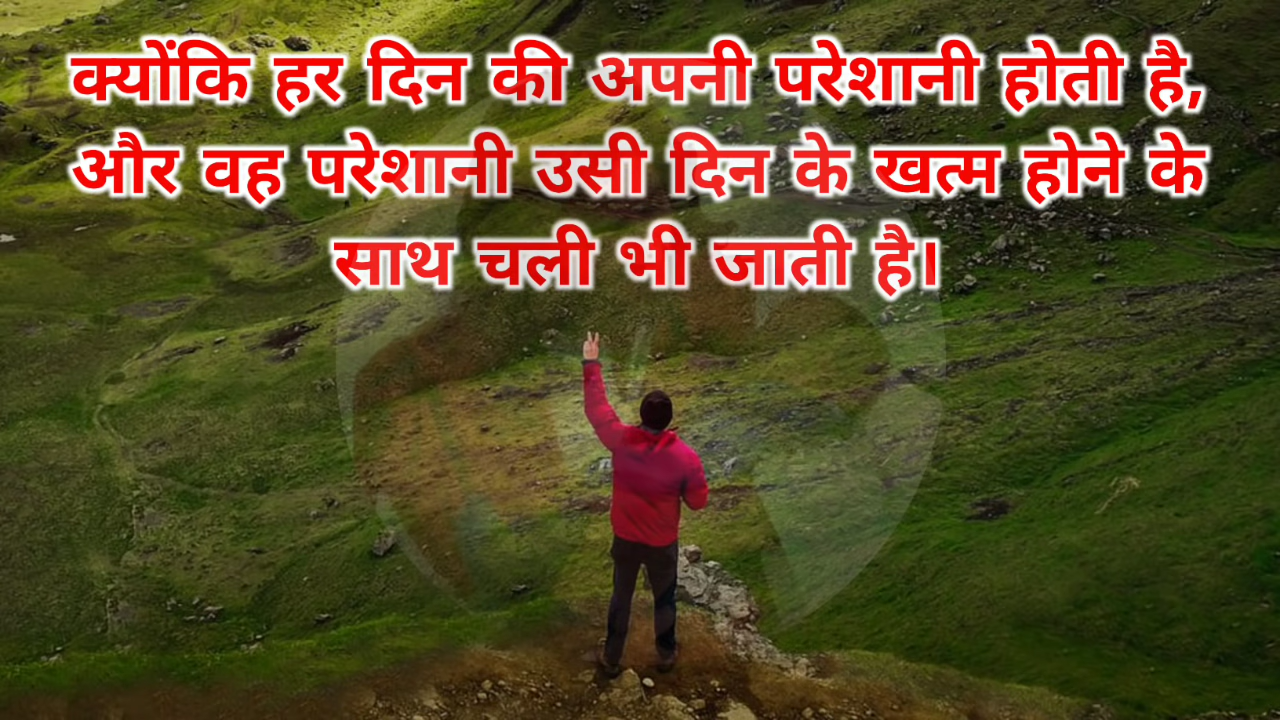 क्योंकि हर दिन की अपनी परेशानी होती है,
और वह परेशानी उसी दिन के खत्म होने के
साथ चली भी जाती है।